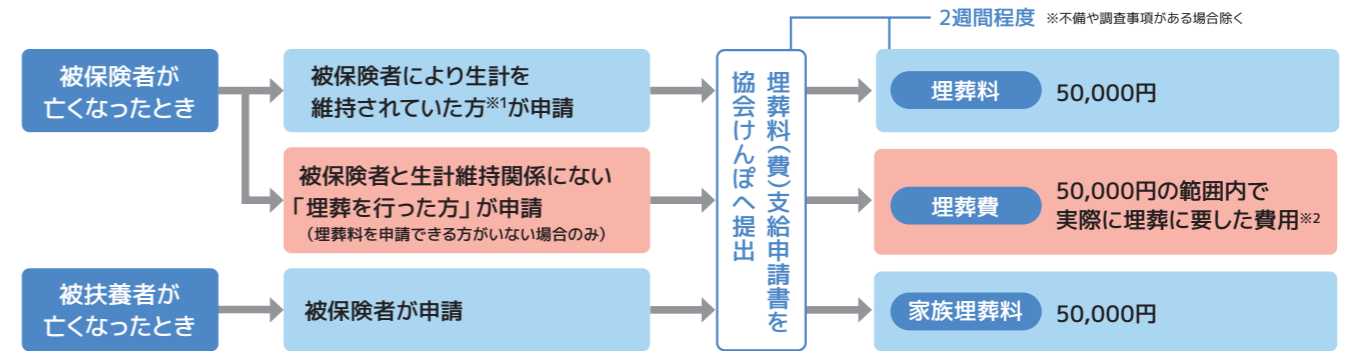 2週間程度 ※不備や調査事項がある場合除く
被保険者が
亡くなったとき
被保険者により生計を
維持されていた方※1が申請
被保険者と生計維持関係にない
「埋葬を行った方」が申請
（埋葬料を申請できる方がいない場合のみ）
被扶養者が
亡くなったとき
被保険者が申請
埋葬料(費)支給申請書を
協会けんぽへ提出
埋葬料 50,000円
埋葬費 50,000円の範囲内で
実際に埋葬に要した費用※2
家族埋葬料 50,000円